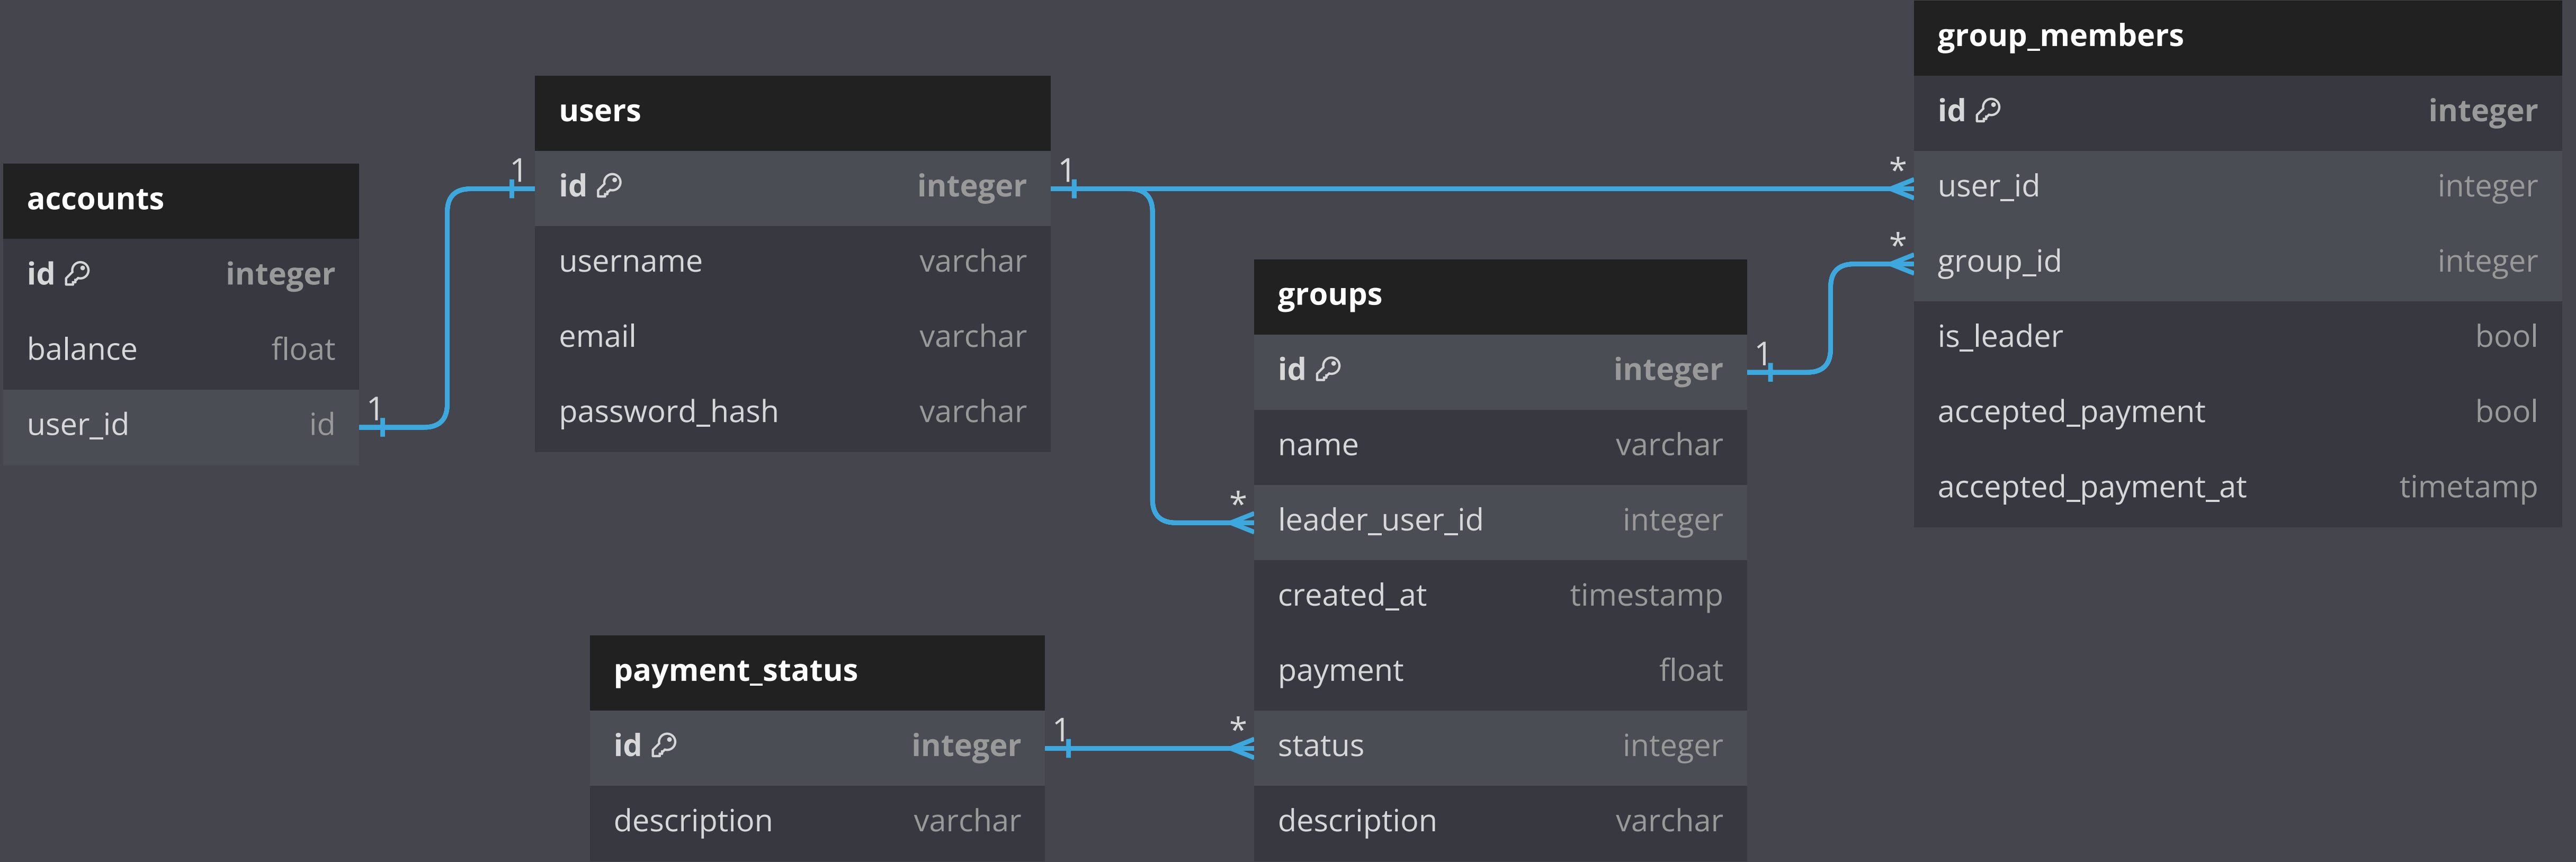 accounts
id integer
balance float
user_id id
1
1
users
id integer
username varchar
email varchar
password_hash varchar
1
payment_status
id integer
description varchar
1
*
*
groups
id integer
name varchar
leader_user_id integer
created_at timestamp
payment float
status integer
description varchar
1
*
*
group_members
id integer
user_id integer
group_id integer
is_leader bool
accepted_payment bool
accepted_payment_at timetamp